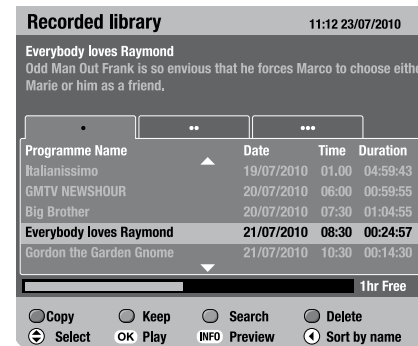 Recorded library 11:12 23/07/2010
Everybody loves Raymond
Odd Man Out Frank is so envious that he forces Marco to choose eithe
Marie or him as a friend.
Programme Name Date Time Duration
Italianissimo 19/07/2010 01.00 04:59:43
GMTV NEWSHOUR 20/07/2010 06:00 00:59:55
Big Brother 20/07/2010 07:30 01:04:55
Everybody loves Raymond 21/07/2010 08:30 00:24:57
Gordon the Garden Gnome 21/07/2010 10:30 00:14:30
1hr Free
Copy Keep Search Delete
Select OK Play INFO Preview Sort by name